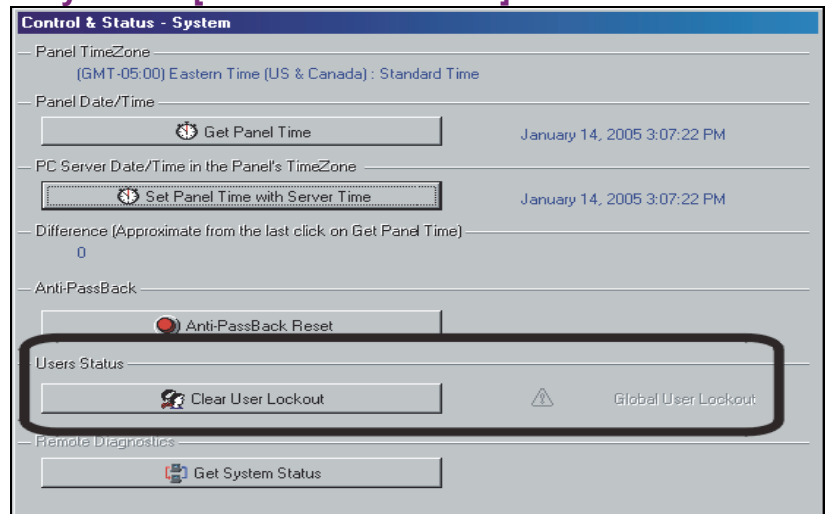 Control & Status - System
Panel TimeZone
(GMT-05:00) Eastern Time (US & Canada) : Standard Time
Panel Date/Time
Get Panel Time
January 14, 2005 3:07:22 PM
PC Server Date/Time in the Panel's TimeZone
Set Panel Time with Server Time
January 14, 2005 3:07:22 PM
Difference (Approximate from the last click on Get Panel Time)
0
Anti-PassBack
Anti-PassBack Reset
Users Status
Clear User Lockout
Global User Lockout
Remote Diagnostics
Get System Status